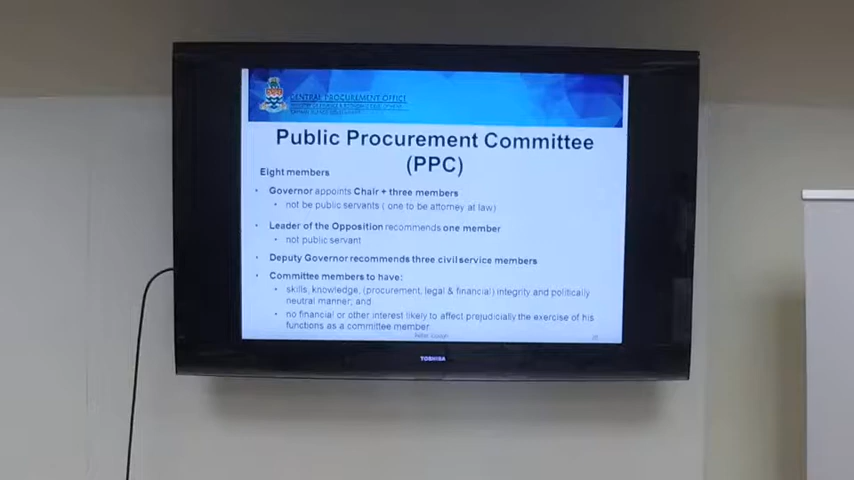 CENTRAL PROCUREMENT OFFICE
Public Procurement Committee
(PPC)
Eight members
• Governor appoints Chair + three members
• not be public servants ( one to be attorney at law)
• Leader of the Opposition recommends one member
• not public servant
• Deputy Governor recommends three civil service members
• Committee members to have:
• skills, knowledge, (procurement, legal & financial) integrity and politically
neutral manner; and
• no financial or other interest likely to affect prejudicially the exercise of his
functions as a committee member
TOSHIBA